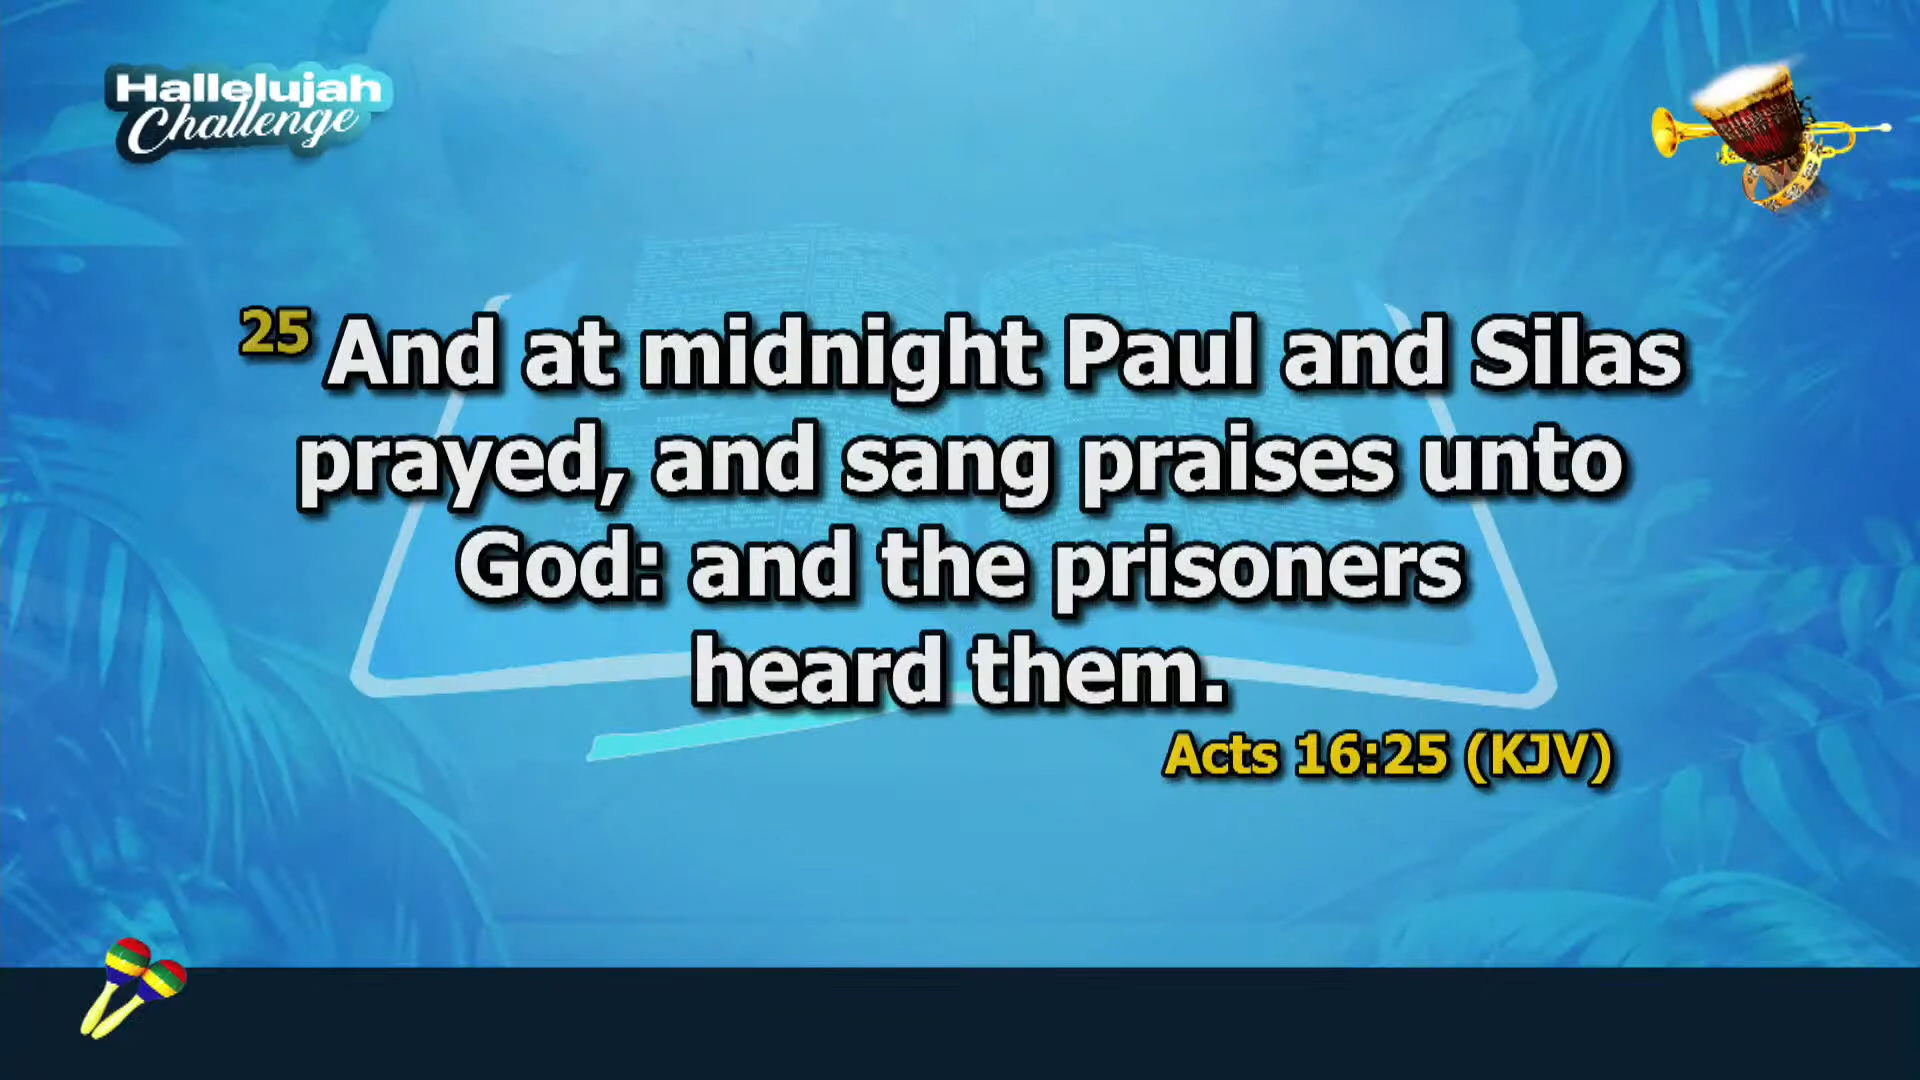 Hallelujah
Challenge
25 And at midnight Paul and Silas
prayed, and sang praises unto
God: and the prisoners
heard them.
Acts 16:25 (KJV)